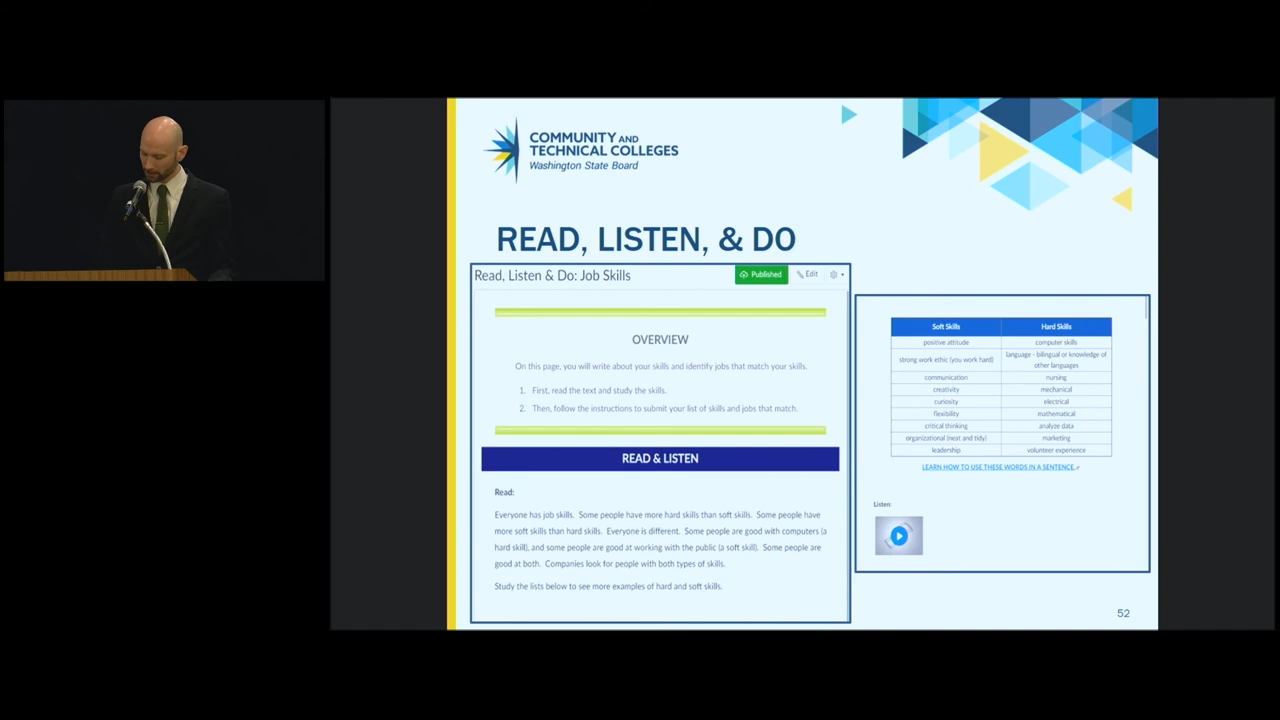 COMMUNITY AND
TECHNICAL COLLEGES
Washington State Board
READ, LISTEN, & DO
Read, Listen & Do: Job Skills
Published
Edit
OVERVIEW
On this page, you will write about your skills and identify jobs that match your skills.
1. First, read the text and study the skills.
2. Then, follow the instructions to submit your list of skills and jobs that match.
READ & LISTEN
Read:
Everyone has job skills. Some people have more hard skills than soft skills. Some people have
more soft skills than hard skills. Everyone is different. Some people are good with computers (a
hard skill), and some people are good at working with the public (a soft skill). Some people are
good at both. Companies look for people with both types of skills.
Study the lists below to see more examples of hard and soft skills.
Soft Skills Hard Skills
positive attitude computer skills
strong work ethic (you work hard) language - bilingual or knowledge of
other languages
communication nursing
creativity mechanical
curiosity electrical
flexibility mathematical
critical thinking analyze data
organizational (neat and tidy) marketing
leadership volunteer experience
LEARN HOW TO USE THESE WORDS IN A SENTENCE.
Listen:
52